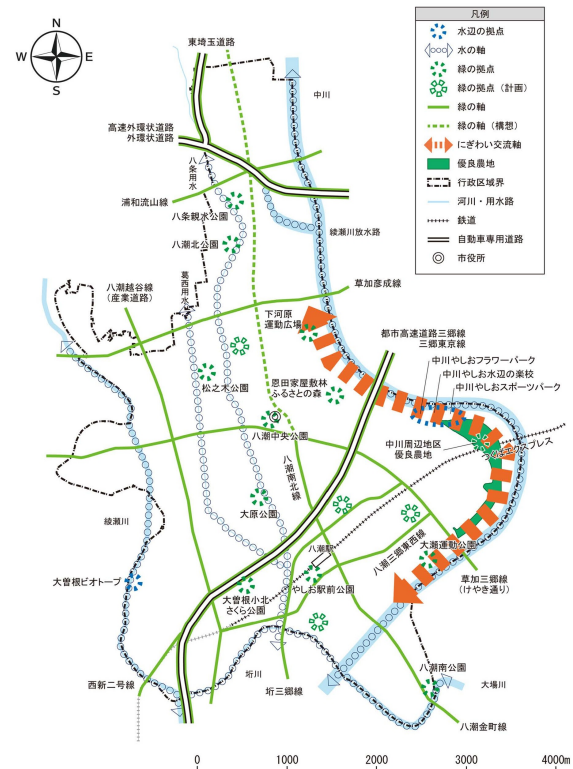 N
W
E
S
凡例
水辺の拠点
水の軸
緑の拠点
緑の拠点（計画）
緑の軸
緑の軸（構想）
にぎわい交流軸
優良農地
行政区域界
河川・用水路
鉄道
自動車専用道路
市役所
東埼玉道路
中川
高速外環状道路
外環状道路
八条用水
浦和流山線
八条親水公園
八潮北公園
綾瀬川放水路
葛西用水
八潮越谷線
（産業道路）
草加彦成線
下河原
運動広場
都市高速道路三郷線
三郷東京線
中川やしおフラワーパーク
中川やしお水辺の楽校
中川やしおスポーツパーク
松之木公園
恩田家屋敷林
ふるさとの森
八潮中央公園
中川周辺地区
優良農地
つくばエクスプレス
八潮南北線
大原公園
綾瀬川
八潮駅
八潮三郷東西線
大瀬運動公園
大曽根ビオトープ
大曽根小北
さくら公園
やしお駅前公園
草加三郷線
（けやき通り）
西新二号線
垳川
垳三郷線
八潮南公園
大場川
八潮金町線
0
1000
2000
3000
4000m